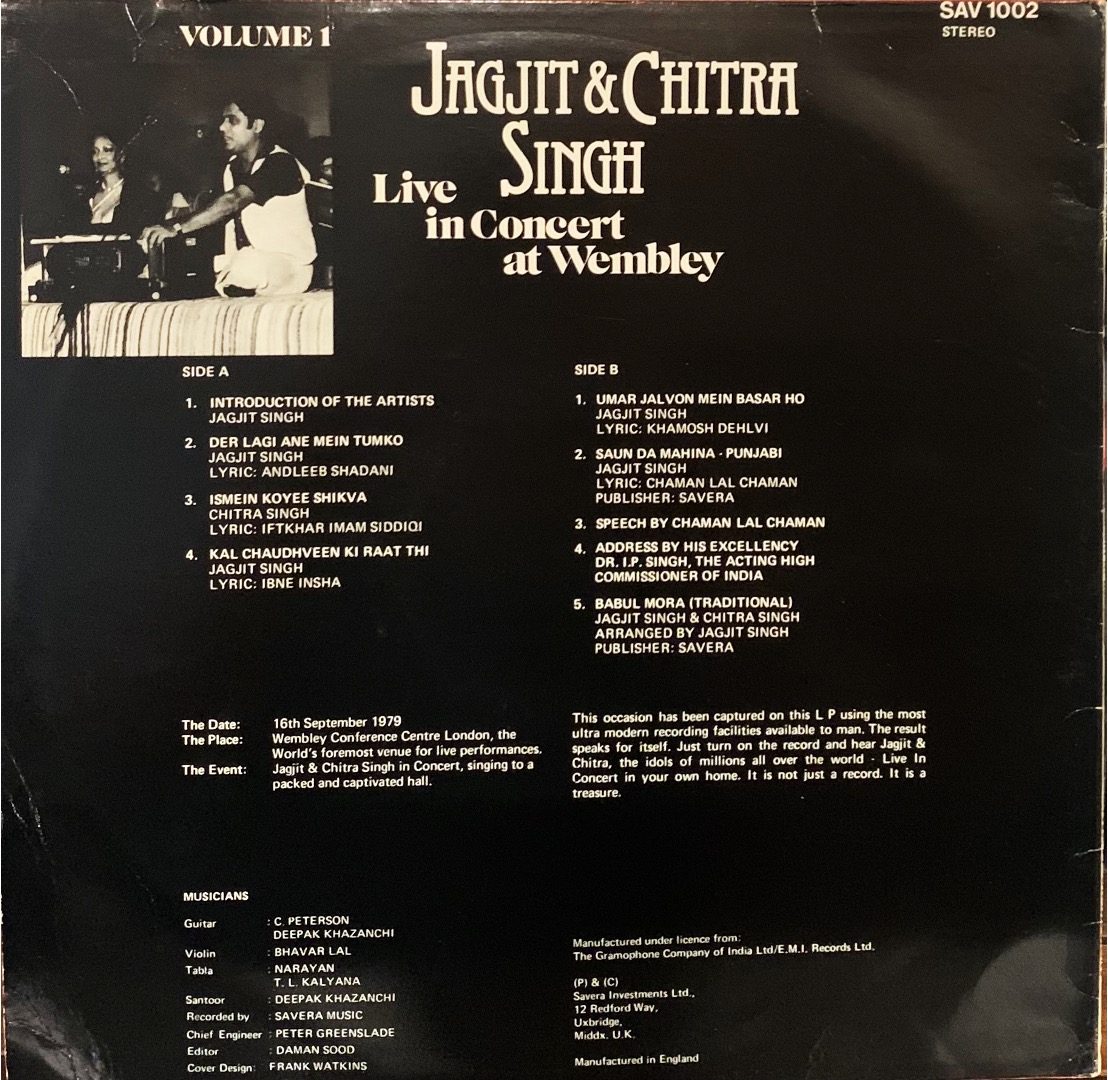 VOLUME 1
SAV 1002
STEREO
JAGJIT & CHITRA
SINGH
Live
in Concert
at Wembley
SIDE A
1. INTRODUCTION OF THE ARTISTS
JAGJIT SINGH
2. DER LAGI ANE MEIN TUMKO
JAGJIT SINGH
LYRIC: ANDLEEB SHADANI
3. ISMEIN KOYEE SHIKVA
CHITRA SINGH
LYRIC: IFTKHAR IMAM SIDDIQI
4. KAL CHAUDHVEEN KI RAAT THI
JAGJIT SINGH
LYRIC: IBNE INSHA
SIDE B
1. UMAR JALVON MEIN BASAR HO
JAGJIT SINGH
LYRIC: KHAMOSH DEHLVI
2. SAUN DA MAHINA - PUNJABI
JAGJIT SINGH
LYRIC: CHAMAN LAL CHAMAN
PUBLISHER: SAVERA
3. SPEECH BY CHAMAN LAL CHAMAN
4. ADDRESS BY HIS EXCELLENCY
DR. I.P. SINGH, THE ACTING HIGH
COMMISSIONER OF INDIA
5. BABUL MORA (TRADITIONAL)
JAGJIT SINGH & CHITRA SINGH
ARRANGED BY JAGJIT SINGH
PUBLISHER: SAVERA
The Date: 16th September 1979
The Place: Wembley Conference Centre London, the
World's foremost venue for live performances.
The Event: Jagjit & Chitra Singh in Concert, singing to a
packed and captivated hall.
This occasion has been captured on this L P using the most
ultra modern recording facilities available to man. The result
speaks for itself. Just turn on the record and hear Jagjit &
Chitra, the idols of millions all over the world - Live In
Concert in your own home. It is not just a record. It is a
treasure.
MUSICIANS
Guitar : C. PETERSON
DEEPAK KHAZANCHI
Violin : BHAVAR LAL
Tabla : NARAYAN
T. L. KALYANA
Santoor : DEEPAK KHAZANCHI
Recorded by : SAVERA MUSIC
Chief Engineer : PETER GREENSLADE
Editor : DAMAN SOOD
Cover Design: FRANK WATKINS
Manufactured under licence from:
The Gramophone Company of India Ltd/E.M.I. Records Ltd.
(P) & (C)
Savera Investments Ltd.,
12 Redford Way,
Uxbridge,
Middx. U.K.
Manufactured in England